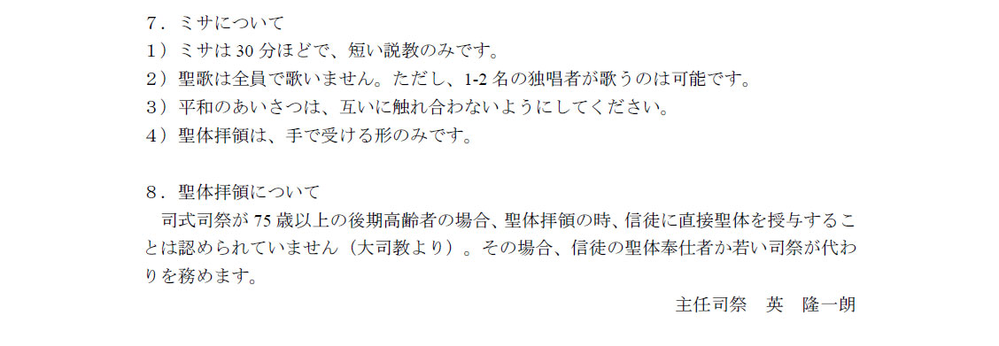 ７．ミサについて
１）ミサは 30 分ほどで、短い説教のみです。
２）聖歌は全員で歌いません。ただし、1-2 名の独唱者が歌うのは可能です。
３）平和のあいさつは、互いに触れ合わないようにしてください。
４）聖体拝領は、手で受ける形のみです。
８．聖体拝領について
　司式司祭が 75 歳以上の後期高齢者の場合、聖体拝領の時、信徒に直接聖体を授与するこ
とは認められていません（大司教より）。その場合、信徒の聖体奉仕者か若い司祭が代わ
りを務めます。
主任司祭　英　隆一朗